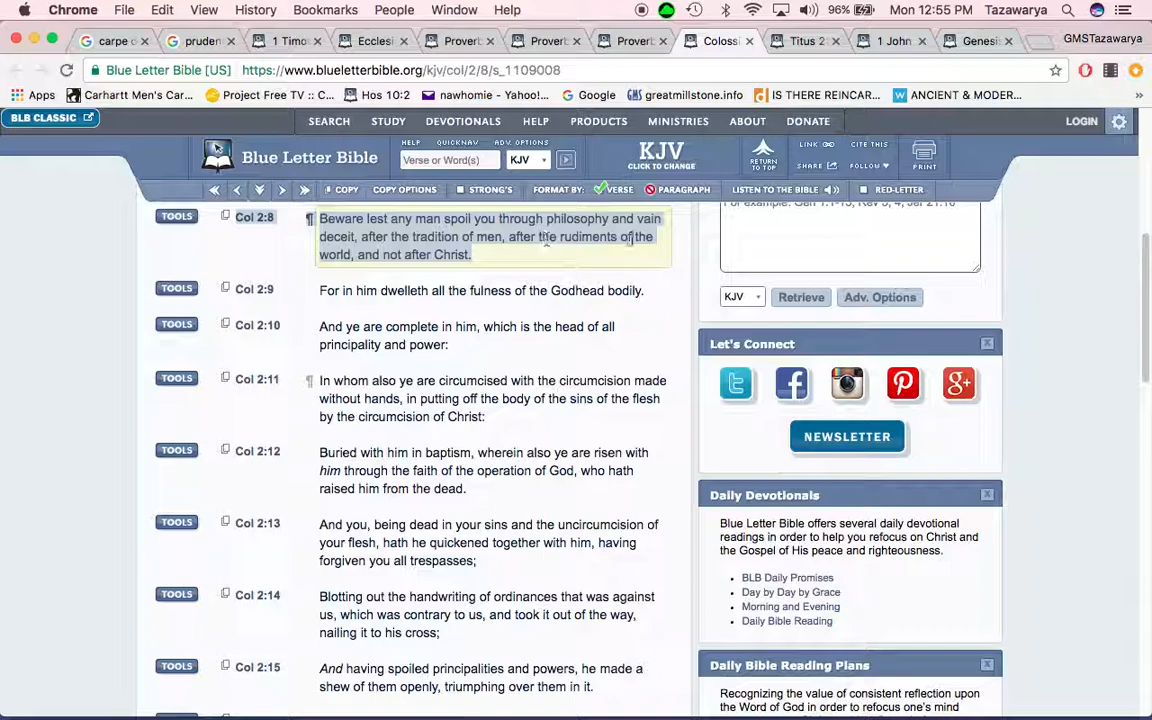 Chrome File Edit View History Bookmarks People Window Help 96% Mon 12:55 PM Tazawarya
carpe c prudent 1 Timo Ecclesi Proverb Proverb Proverb Colossi Titus 2 1 John Genesis GMSTazawarya
Blue Letter Bible [US] https://www.blueletterbible.org/kjv/col/2/8/s_1109008
Apps Carhartt Men's Car... Project Free TV :: C... Hos 10:2 nawhomie - Yahoo!... Google greatmillstone.info IS THERE REINCAR... ANCIENT & MODER... »
BLB CLASSIC SEARCH STUDY DEVOTIONALS HELP PRODUCTS MINISTRIES ABOUT DONATE LOGIN
HELP QUICKNAV ADV. OPTIONS
Blue Letter Bible Verse or Word(s) KJV
KJV
CLICK TO CHANGE
RETURN
TO TOP
LINK CITE THIS
SHARE FOLLOW
PRINT
COPY COPY OPTIONS STRONG'S FORMAT BY: VERSE PARAGRAPH LISTEN TO THE BIBLE RED-LETTER
TOOLS Col 2:8 ¶ Beware lest any man spoil you through philosophy and vain
deceit, after the tradition of men, after the rudiments of the
world, and not after Christ.
TOOLS Col 2:9 For in him dwelleth all the fulness of the Godhead bodily.
TOOLS Col 2:10 And ye are complete in him, which is the head of all
principality and power:
TOOLS Col 2:11 ¶ In whom also ye are circumcised with the circumcision made
without hands, in putting off the body of the sins of the flesh
by the circumcision of Christ:
TOOLS Col 2:12 Buried with him in baptism, wherein also ye are risen with
him through the faith of the operation of God, who hath
raised him from the dead.
TOOLS Col 2:13 And you, being dead in your sins and the uncircumcision of
your flesh, hath he quickened together with him, having
forgiven you all trespasses;
TOOLS Col 2:14 Blotting out the handwriting of ordinances that was against
us, which was contrary to us, and took it out of the way,
nailing it to his cross;
TOOLS Col 2:15 And having spoiled principalities and powers, he made a
shew of them openly, triumphing over them in it.
For example: Gen 1:1-15, Rev 5, 4, Jer 21:16
KJV Retrieve Adv. Options
Let's Connect
NEWSLETTER
Daily Devotionals
Blue Letter Bible offers several daily devotional
readings in order to help you refocus on Christ and
the Gospel of His peace and righteousness.
• BLB Daily Promises
• Day by Day by Grace
• Morning and Evening
• Daily Bible Reading
Daily Bible Reading Plans
Recognizing the value of consistent reflection upon
the Word of God in order to refocus one's mind